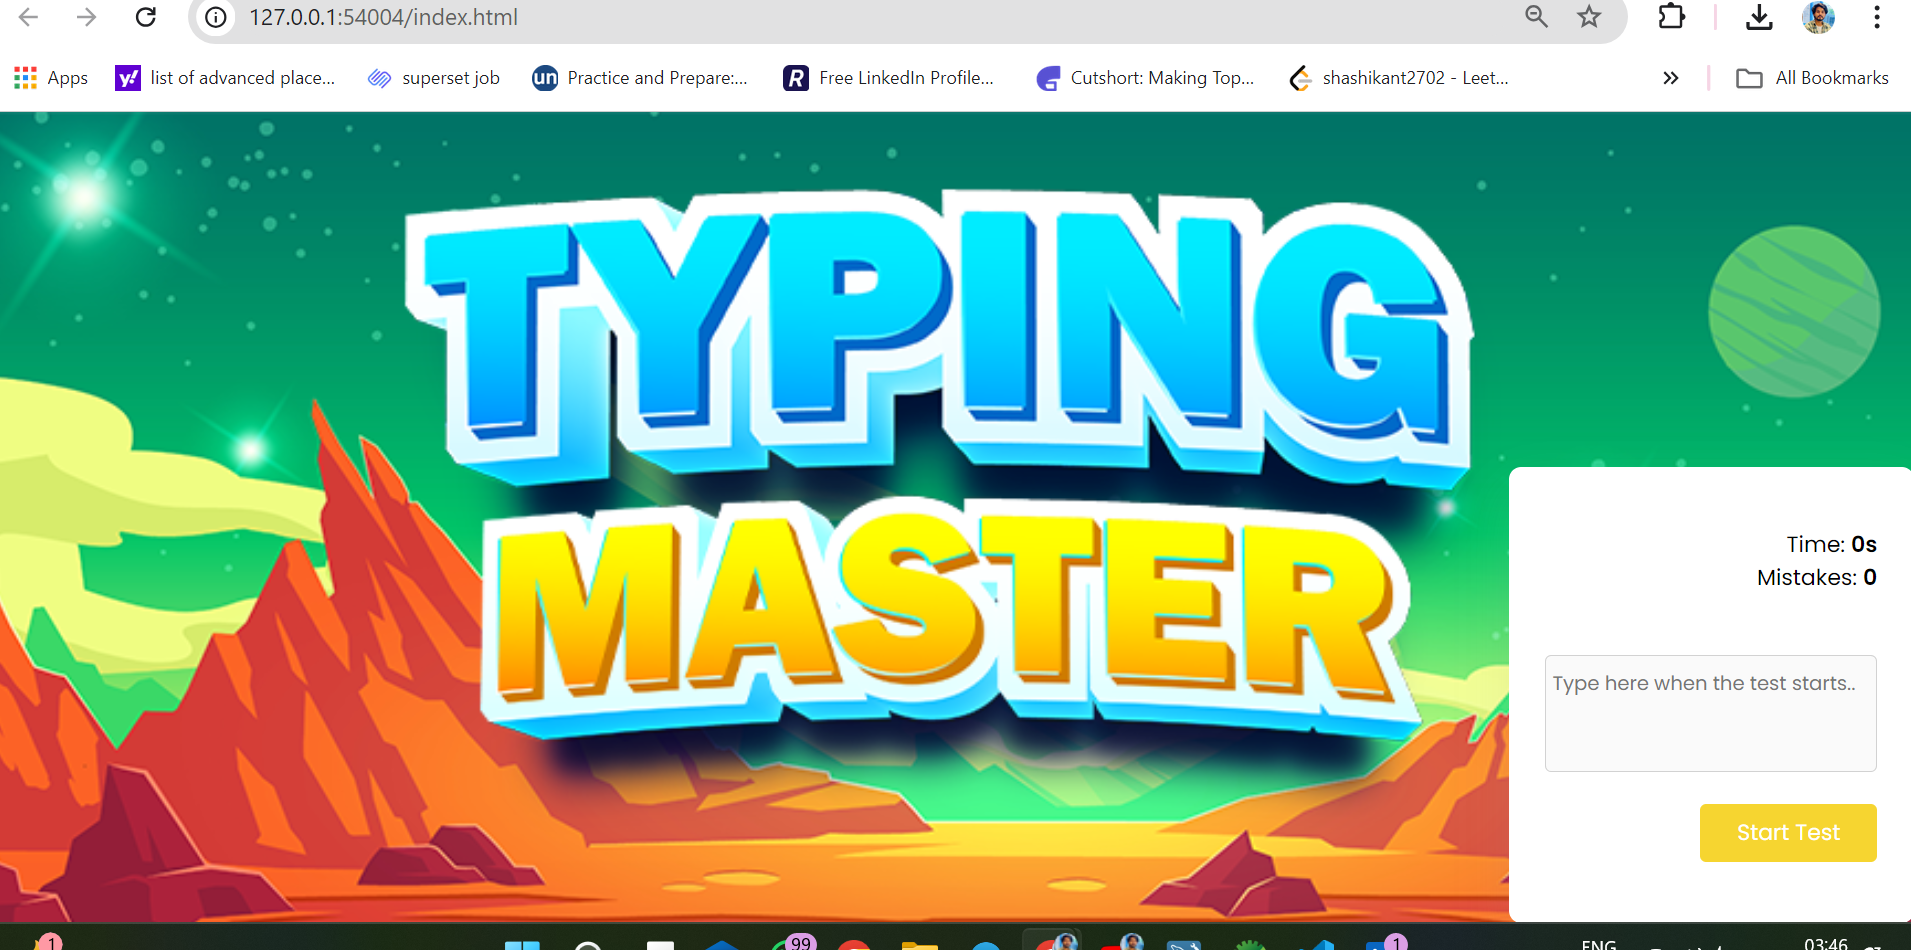 127.0.0.1:54004/index.html
Apps
list of advanced place...
superset job
un
Practice and Prepare:...
R
Free LinkedIn Profile...
Cutshort: Making Top...
shashikant2702 - Leet...
All Bookmarks
TYPING
MASTER
Time: 0s
Mistakes: 0
Type here when the test starts..
Start Test
1
99
1
ENG
03:46